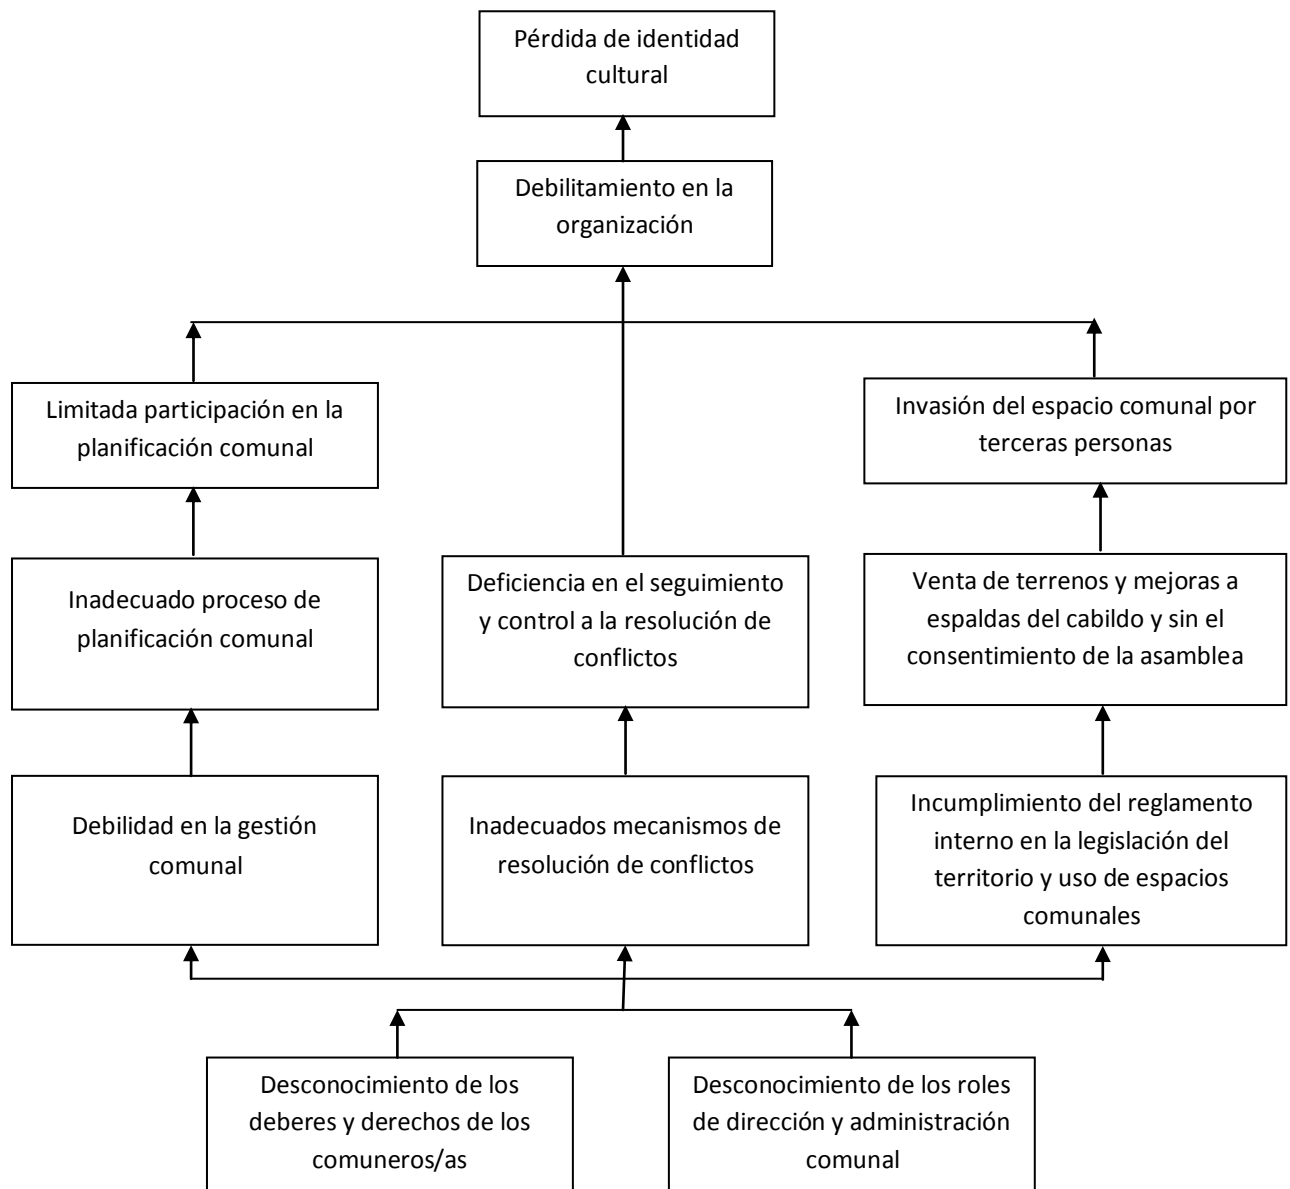 Pérdida de identidad
cultural
Debilitamiento en la
organización
Limitada participación en la
planificación comunal
Invasión del espacio comunal por
terceras personas
Inadecuado proceso de
planificación comunal
Deficiencia en el seguimiento
y control a la resolución de
conflictos
Venta de terrenos y mejoras a
espaldas del cabildo y sin el
consentimiento de la asamblea
Debilidad en la gestión
comunal
Inadecuados mecanismos de
resolución de conflictos
Incumplimiento del reglamento
interno en la legislación del
territorio y uso de espacios
comunales
Desconocimiento de los
deberes y derechos de los
comuneros/as
Desconocimiento de los roles
de dirección y administración
comunal